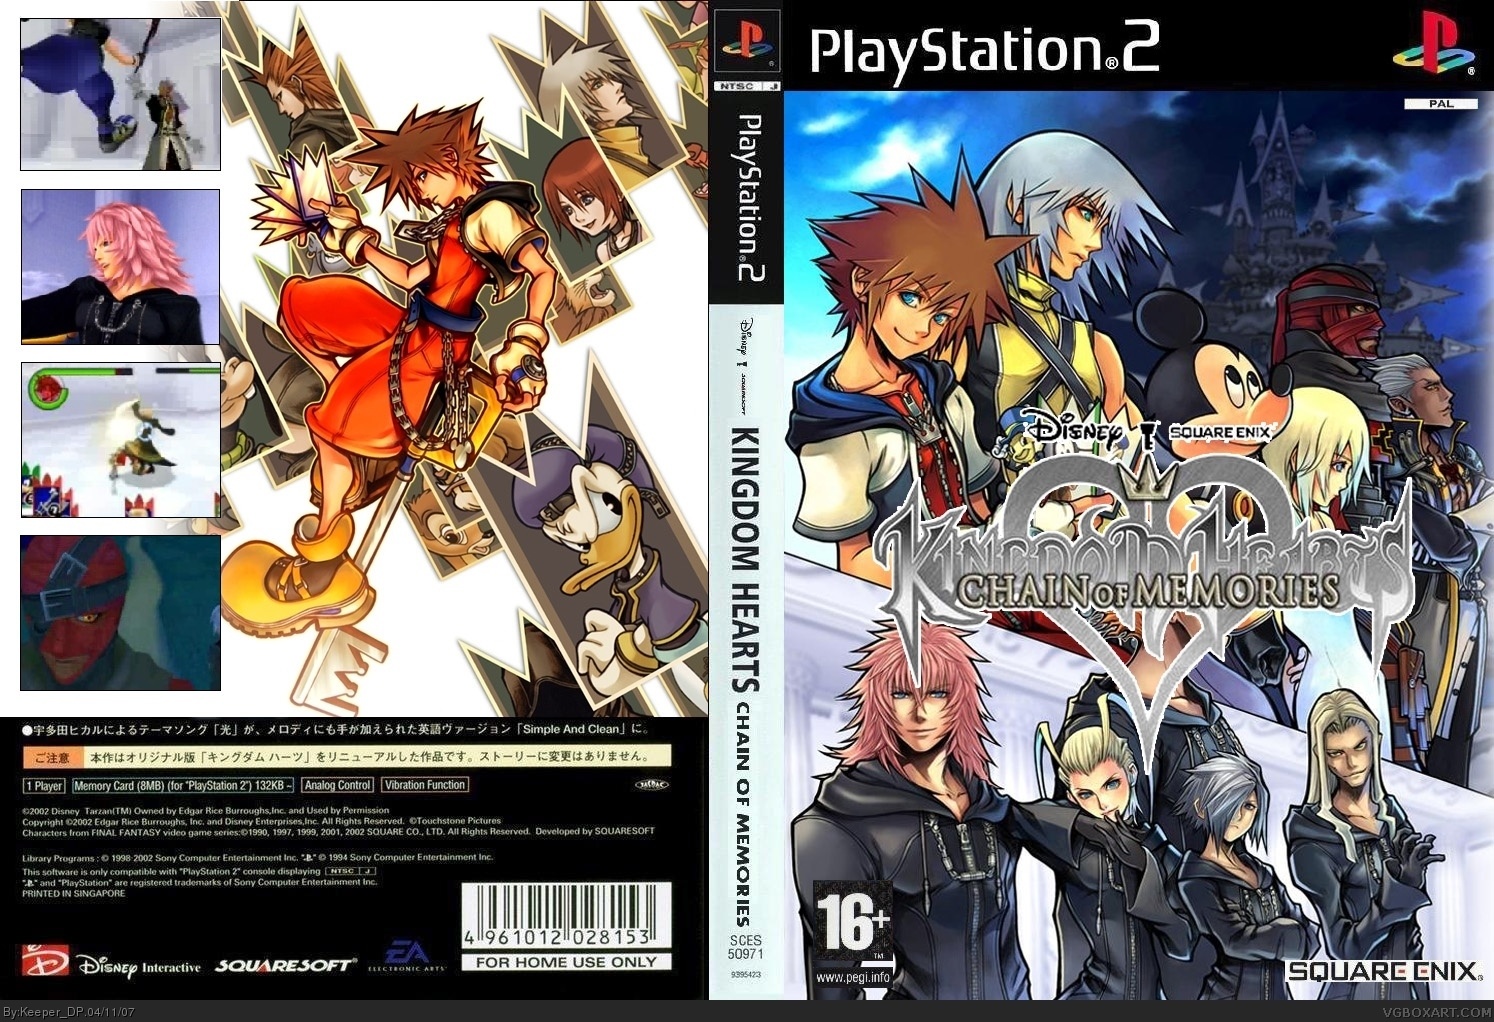 ●宇多田ヒカルによるテーマソング「光」が、メロディにも手が加えられた英語ヴァージョン「Simple And Clean」に。
ご注意 本作はオリジナル版「キングダム ハーツ」をリニューアルした作品です。ストーリーに変更はありません。
1 Player Memory Card (8MB) (for "PlayStation 2") 132KB ~ Analog Control Vibration Function
©2002 Disney Tarzan(TM) Owned by Edgar Rice Burroughs,Inc. and Used by Permission
Copyright ©2002 Edgar Rice Burroughs, Inc. and Disney Enterprises,Inc. All Rights Reserved. ©Touchstone Pictures
Characters from FINAL FANTASY video game series:©1990, 1997, 1999, 2001, 2002 SQUARE CO., LTD. All Rights Reserved. Developed by SQUARESOFT
Library Programs : © 1998-2002 Sony Computer Entertainment Inc. © 1994 Sony Computer Entertainment Inc.
This software is only compatible with "PlayStation 2" console displaying NTSC J
and "PlayStation" are registered trademarks of Sony Computer Entertainment Inc.
PRINTED IN SINGAPORE
4 961012 028153
FOR HOME USE ONLY
Disney Interactive SQUARESOFT® EA
ELECTRONIC ARTS™
NTSC J
PlayStation®2
Disney SQUARESOFT
KINGDOM HEARTS CHAIN OF MEMORIES
SCES
50971
9395423
PlayStation®2
PAL
Disney SQUARE ENIX
KINGDOM HEARTS
CHAIN OF MEMORIES
16+
TM
www.pegi.info
SQUARE ENIX.
By:Keeper_DP.04/11/07
VGBOXART.COM